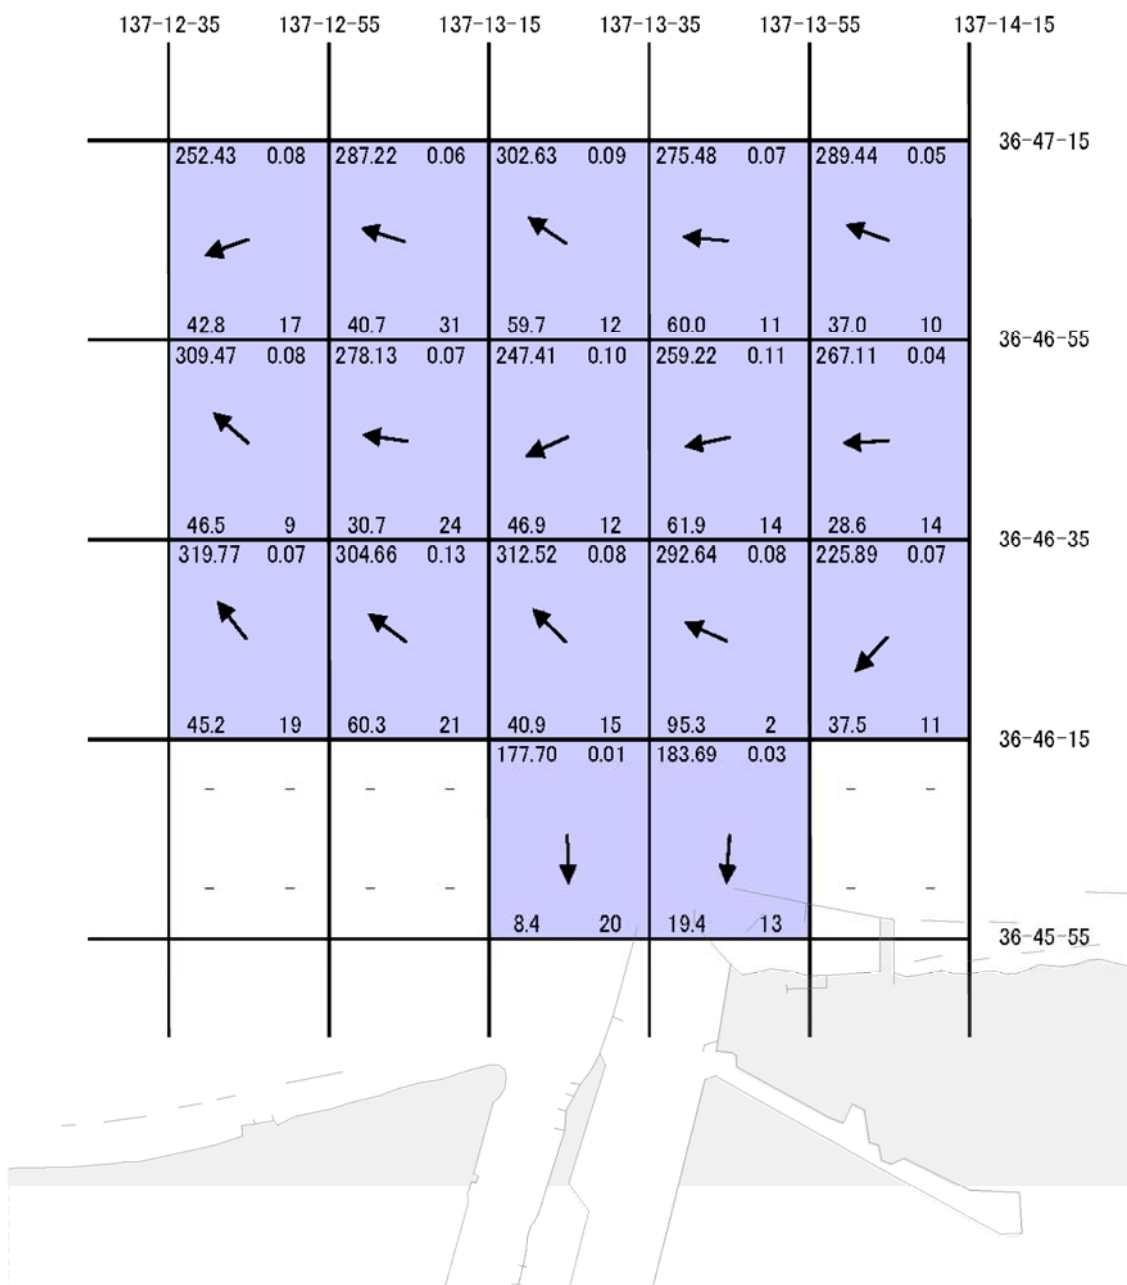 137-12-35 137-12-55 137-13-15 137-13-35 137-13-55 137-14-15
36-47-15
252.43 0.08 287.22 0.06 302.63 0.09 275.48 0.07 289.44 0.05
42.8 17 40.7 31 59.7 12 60.0 11 37.0 10
36-46-55
309.47 0.08 278.13 0.07 247.41 0.10 259.22 0.11 267.11 0.04
46.5 9 30.7 24 46.9 12 61.9 14 28.6 14
36-46-35
319.77 0.07 304.66 0.13 312.52 0.08 292.64 0.08 225.89 0.07
45.2 19 60.3 21 40.9 15 95.3 2 37.5 11
36-46-15
177.70 0.01 183.69 0.03
- - - - - -
- - - - - -
8.4 20 19.4 13
36-45-55